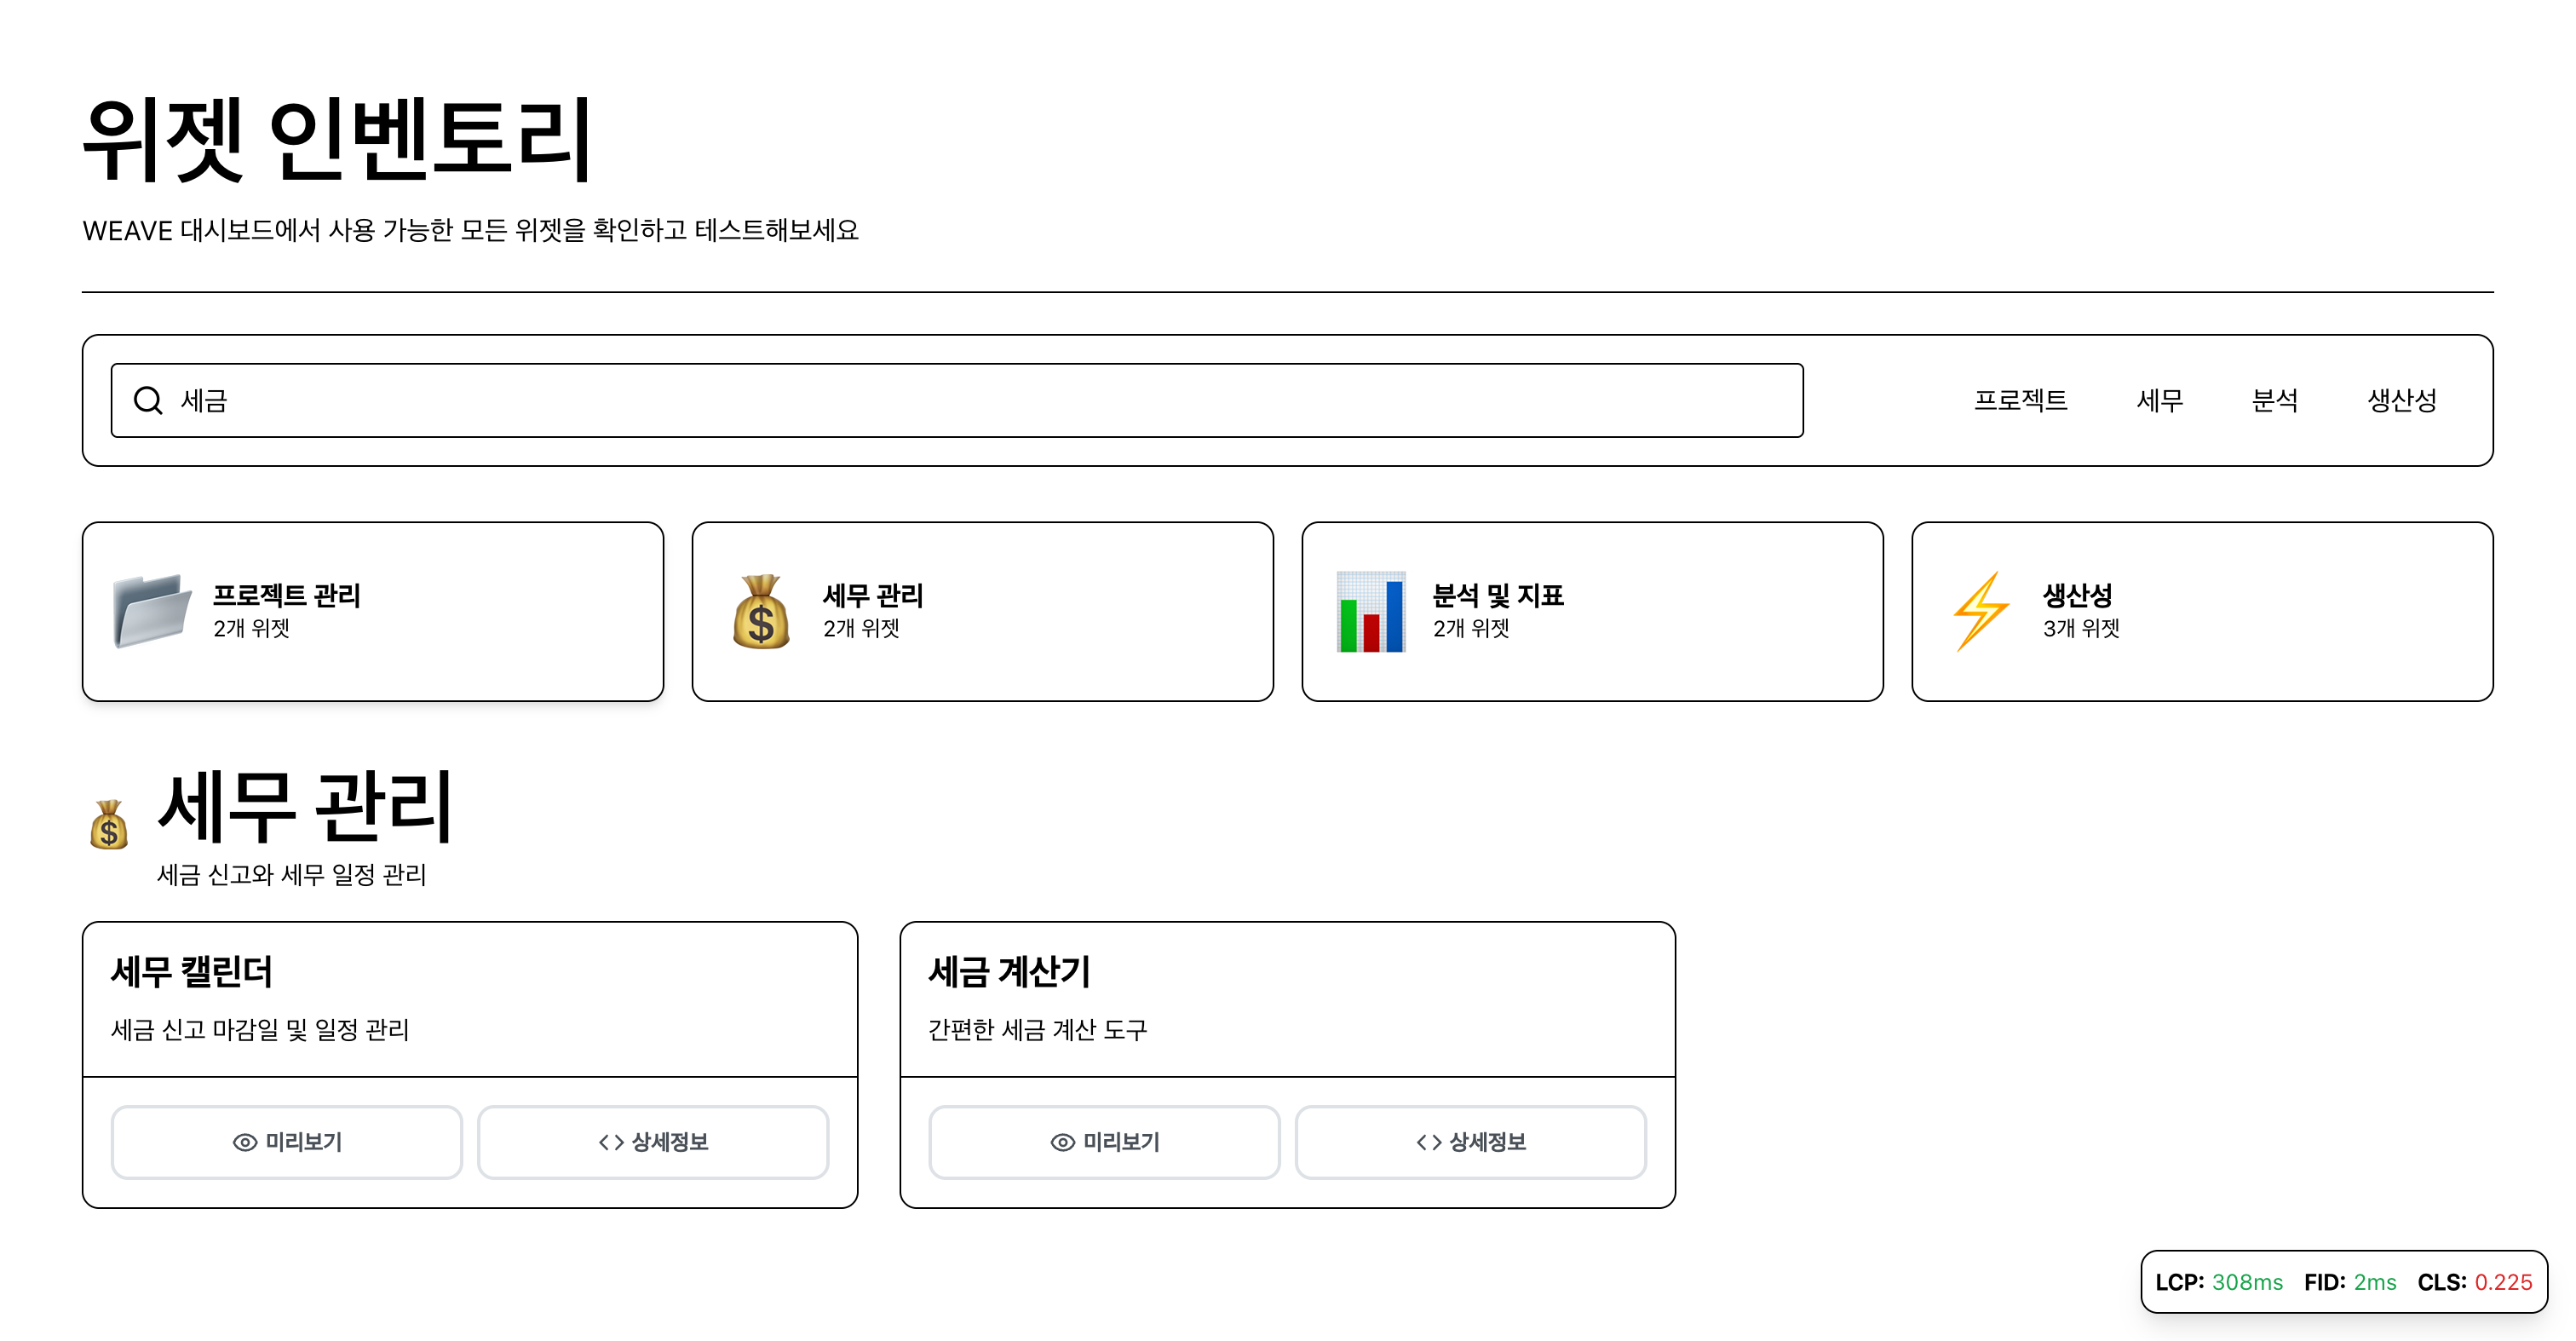 위젯 인벤토리
WEAVE 대시보드에서 사용 가능한 모든 위젯을 확인하고 테스트해보세요
세금
프로젝트 세무 분석 생산성
프로젝트 관리
2개 위젯
$
세무 관리
2개 위젯
분석 및 지표
2개 위젯
생산성
3개 위젯
$
세무 관리
세금 신고와 세무 일정 관리
세무 캘린더
세금 신고 마감일 및 일정 관리
미리보기 상세정보
세금 계산기
간편한 세금 계산 도구
미리보기 상세정보
LCP: 308ms FID: 2ms CLS: 0.225